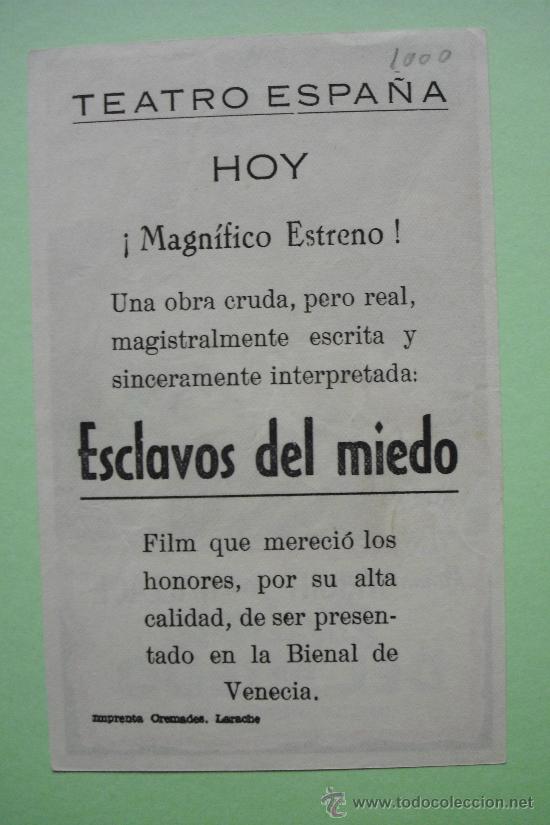 1000
TEATRO ESPAÑA
HOY
¡ Magnífico Estreno !
Una obra cruda, pero real,
magistralmente escrita y
sinceramente interpretada:
Esclavos del miedo
Film que mereció los
honores, por su alta
calidad, de ser presen-
tado en la Bienal de
Venecia.
Imprenta Cremades. Larache
todocoleccion
www.todocoleccion.net